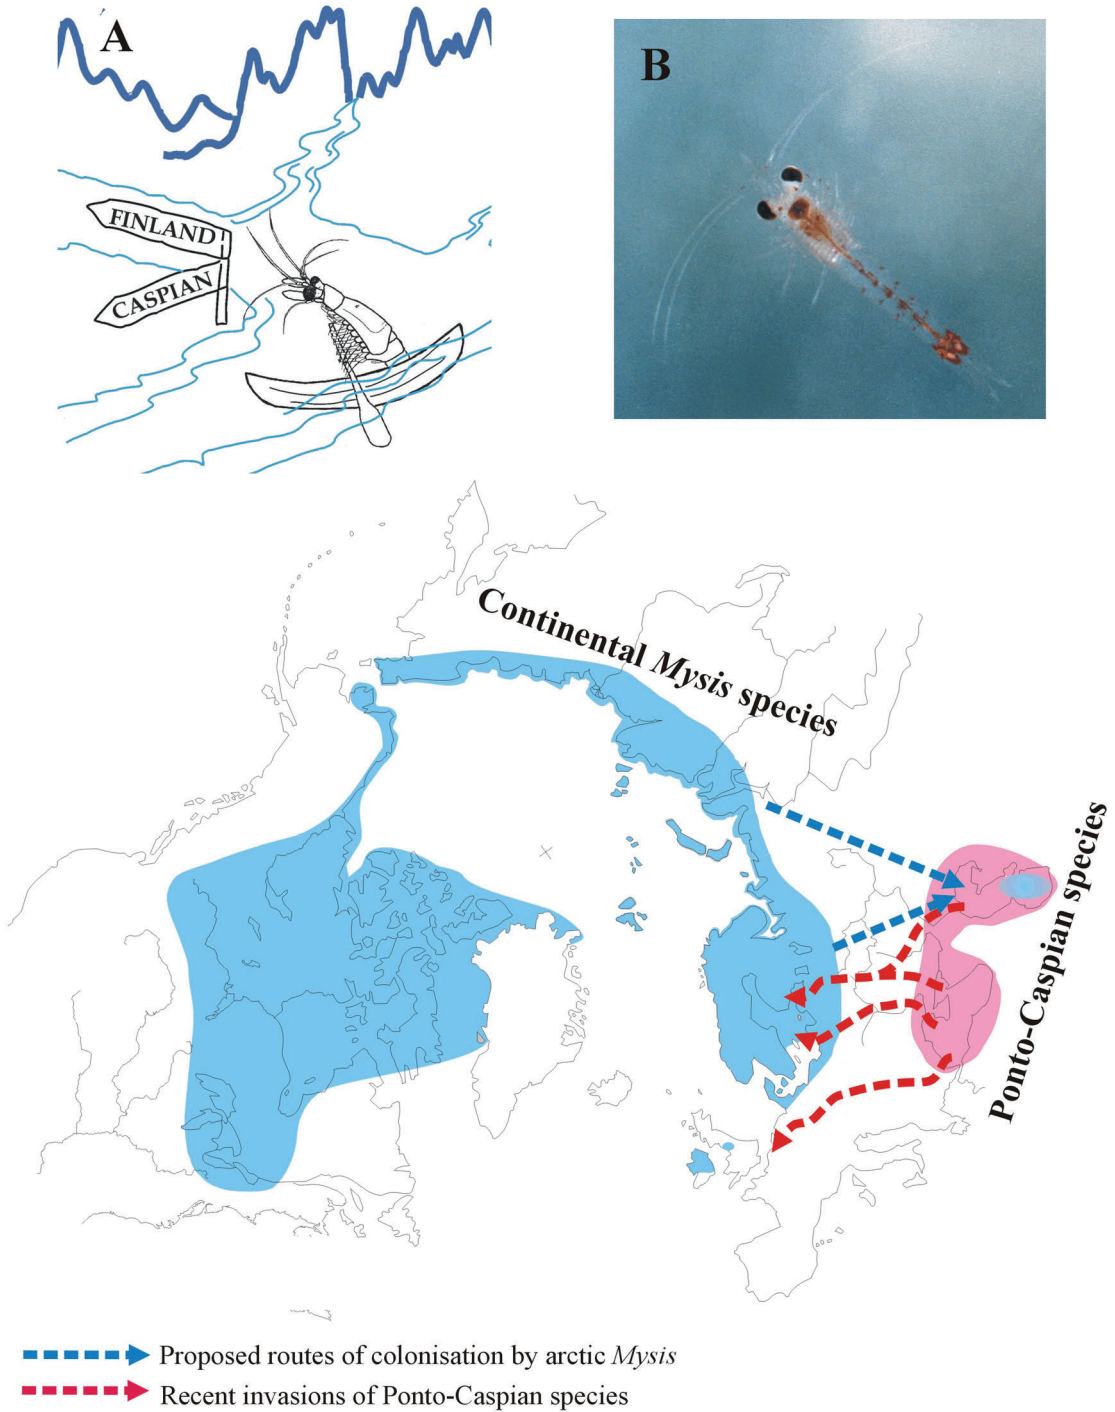 A
B
FINLAND
CASPIAN
Continental Mysis species
Ponto-Caspian species
Proposed routes of colonisation by arctic Mysis
Recent invasions of Ponto-Caspian species